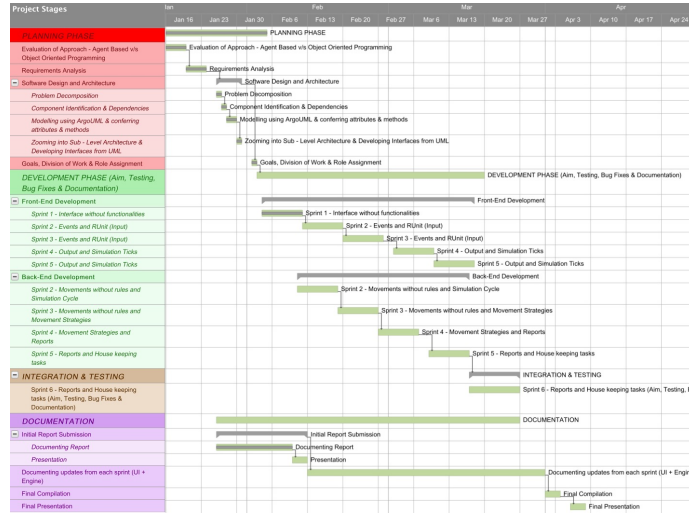 Project Stages
Jan Feb Mar Apr
Jan 16 Jan 23 Jan 30 Feb 6 Feb 13 Feb 20 Feb 27 Mar 6 Mar 13 Mar 20 Mar 27 Apr 3 Apr 10 Apr 17 Apr 24
PLANNING PHASE PLANNING PHASE
Evaluation of Approach - Agent Based v/s Evaluation of Approach - Agent Based v/s Object Oriented Programming
Object Oriented Programming
Requirements Analysis Requirements Analysis
Software Design and Architecture Software Design and Architecture
Problem Decomposition Problem Decomposition
Component Identification & Dependencies Component Identification & Dependencies
Modelling using ArgoUML & conferring Modelling using ArgoUML & conferring attributes & methods
attributes & methods
Zooming into Sub - Level Architecture & Zooming into Sub - Level Architecture & Developing Interfaces from UML
Developing Interfaces from UML
Goals, Division of Work & Role Assignment Goals, Division of Work & Role Assignment
DEVELOPMENT PHASE (Aim, Testing, DEVELOPMENT PHASE (Aim, Testing, Bug Fixes & Documentation)
Bug Fixes & Documentation)
Front-End Development Front-End Development
Sprint 1 - Interface without functionalities Sprint 1 - Interface without functionalities
Sprint 2 - Events and RUnit (Input) Sprint 2 - Events and RUnit (Input)
Sprint 3 - Events and RUnit (Input) Sprint 3 - Events and RUnit (Input)
Sprint 4 - Output and Simulation Ticks Sprint 4 - Output and Simulation Ticks
Sprint 5 - Output and Simulation Ticks Sprint 5 - Output and Simulation Ticks
Back-End Development Back-End Development
Sprint 2 - Movements without rules and Sprint 2 - Movements without rules and Simulation Cycle
Simulation Cycle
Sprint 3 - Movements without rules and Sprint 3 - Movements without rules and Movement Strategies
Movement Strategies
Sprint 4 - Movement Strategies and Sprint 4 - Movement Strategies and Reports
Reports
Sprint 5 - Reports and House keeping Sprint 5 - Reports and House keeping tasks
tasks
INTEGRATION & TESTING INTEGRATION & TESTING
Sprint 6 - Reports and House keeping Sprint 6 - Reports and House keeping tasks (Aim, Testing,
tasks (Aim, Testing, Bug Fixes &
Documentation)
DOCUMENTATION DOCUMENTATION
Initial Report Submission Initial Report Submission
Documenting Report Documenting Report
Presentation Presentation
Documenting updates from each sprint (UI + Documenting updates from each sprint (UI +
Engine)
Final Compilation Final Compilation
Final Presentation Final Presentation